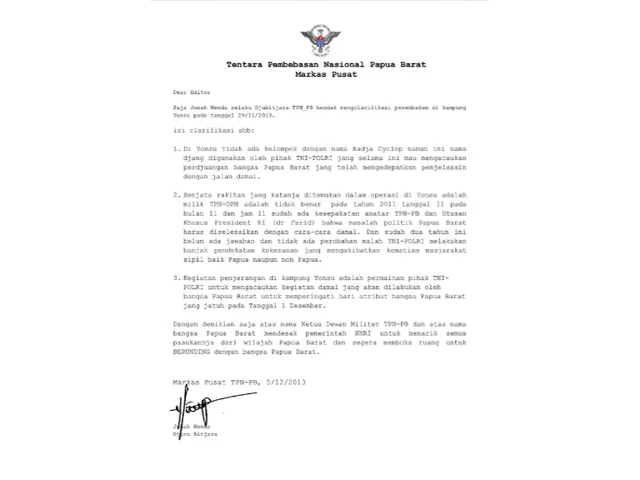 Tentara Pembebasan Nasional Papua Barat
Markas Pusat
Dear Editor
Saja Jonah Wenda selaku Djubitjara TPN_PB hendak mengclarifikasi penembakan di kampung
Yonsu pada tanggal 29/11/2013.
isi clarifikasi sbb:
1. Di Yonsu tidak ada kelompok dengan nama Radja Cyclop namun ini nama
djang digunakan oleh pihak TNI-POLRI jang selama ini mau mengacaukan
perdjuangan bangsa Papua Barat jang telah mengedepankan penjelesain
dengan jalan damai.
2. Senjata rakitan jang katanja ditemukan dalam operasi di Yonsu adalah
milik TPN-OPM adalah tidak benar pada tahun 2011 tanggal 11 pada
bulan 11 dan jam 11 sudah ada kesepakatan anatar TPN-PB dan Utusan
Khusus President RI (dr Farid) bahwa masalah politik Papua Barat
harus diselesaikan dengan cara-cara damai. Dan sudah dua tahun ini
belun ada jawaban dan tidak ada perobahan malah TNI-POLRI melakukan
banjak pendekatan kekerasan jang mengakibatkan kematian masjarakat
sipil baik Papua maupun non Papua.
3. Kegiatan penjerangan di kampung Yonsu adalah permainan pihak TNI-
POLRI untuk mengacaukan kegiatan damai jang akan dilakukan oleh
bangna Papua Barat untuk memperingati hari atribut bangsa Papua Barat
jang jatuh pada Tanggal 1 Desember.
Dengan demikian saja atas nama Ketua Dewan Militer TPN-PB dan atas nama
bangsa Papua Barat mendesak pemerintah NKRI untuk menarik semua
pasukannja dari wilajah Papua Barat dan segera membuka ruang untuk
BERUNDING dengan bangsa Papua Barat.
Markas Pusat TPN-PB, 5/12/2013
Jonah Wenda
Djuru Bitjara